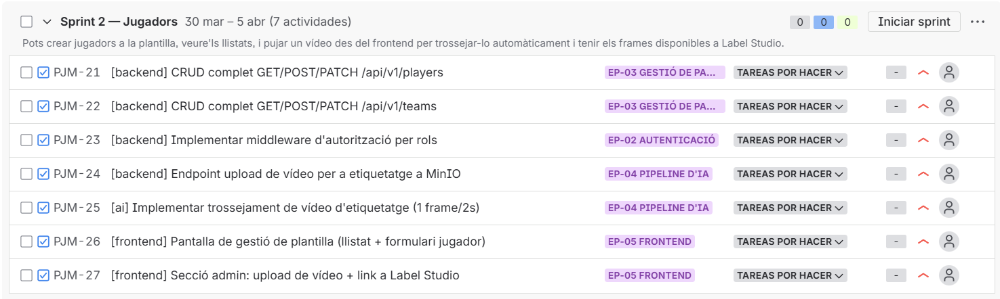 Sprint 2 — Jugadors 30 mar – 5 abr (7 actividades) 0 0 0 Iniciar sprint
Pots crear jugadors a la plantilla, veure'ls llistats, i pujar un vídeo des del frontend per trossejar-lo automàticament i tenir els frames disponibles a Label Studio.
PJM-21 [backend] CRUD complet GET/POST/PATCH /api/v1/players EP-03 GESTIÓ DE PA... TAREAS POR HACER -
PJM-22 [backend] CRUD complet GET/POST/PATCH /api/v1/teams EP-03 GESTIÓ DE PA... TAREAS POR HACER -
PJM-23 [backend] Implementar middleware d'autorització per rols EP-02 AUTENTICACIÓ TAREAS POR HACER -
PJM-24 [backend] Endpoint upload de vídeo per a etiquetatge a MinIO EP-04 PIPELINE D'IA TAREAS POR HACER -
PJM-25 [ai] Implementar trossejament de vídeo d'etiquetatge (1 frame/2s) EP-04 PIPELINE D'IA TAREAS POR HACER -
PJM-26 [frontend] Pantalla de gestió de plantilla (llistat + formulari jugador) EP-05 FRONTEND TAREAS POR HACER -
PJM-27 [frontend] Secció admin: upload de vídeo + link a Label Studio EP-05 FRONTEND TAREAS POR HACER -